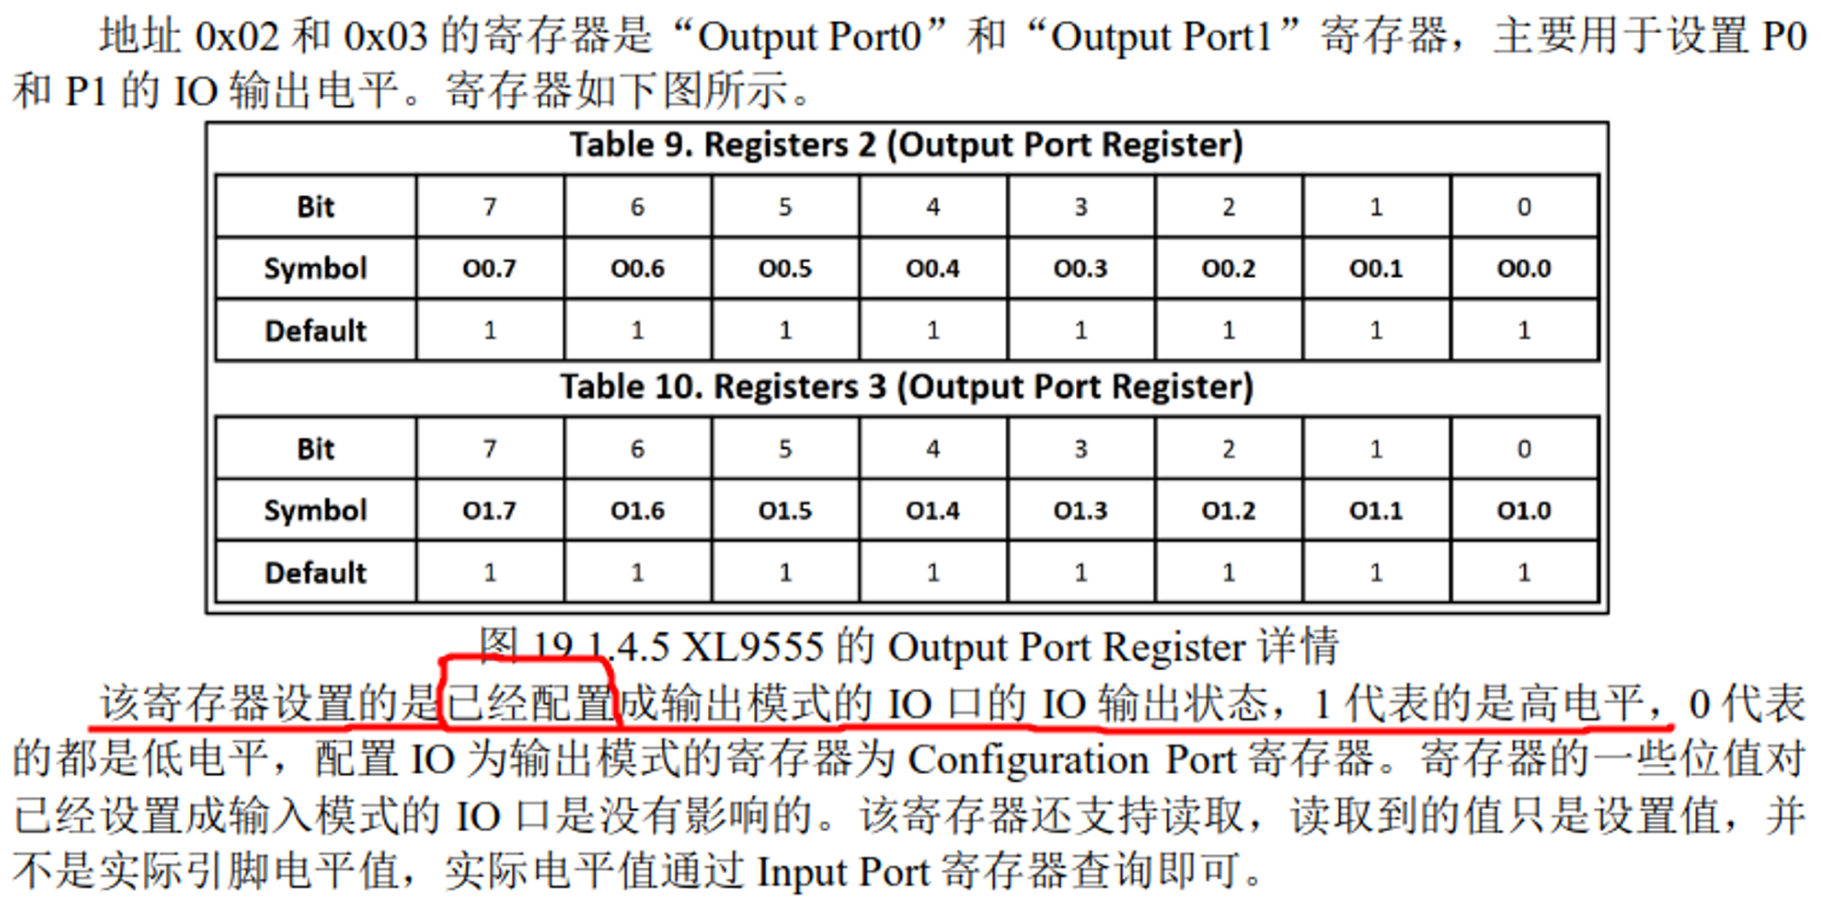 地址 0x02 和 0x03 的寄存器是“Output Port0”和“Output Port1”寄存器，主要用于设置 P0
和 P1 的 IO 输出电平。寄存器如下图所示。
Table 9. Registers 2 (Output Port Register)
Bit 7 6 5 4 3 2 1 0
Symbol O0.7 O0.6 O0.5 O0.4 O0.3 O0.2 O0.1 O0.0
Default 1 1 1 1 1 1 1 1
Table 10. Registers 3 (Output Port Register)
Bit 7 6 5 4 3 2 1 0
Symbol O1.7 O1.6 O1.5 O1.4 O1.3 O1.2 O1.1 O1.0
Default 1 1 1 1 1 1 1 1
图 19.1.4.5 XL9555 的 Output Port Register 详情
该寄存器设置的是已经配置成输出模式的 IO 口的 IO 输出状态，1 代表的是高电平，0 代表
的都是低电平，配置 IO 为输出模式的寄存器为 Configuration Port 寄存器。寄存器的一些位值对
已经设置成输入模式的 IO 口是没有影响的。该寄存器还支持读取，读取到的值只是设置值，并
不是实际引脚电平值，实际电平值通过 Input Port 寄存器查询即可。